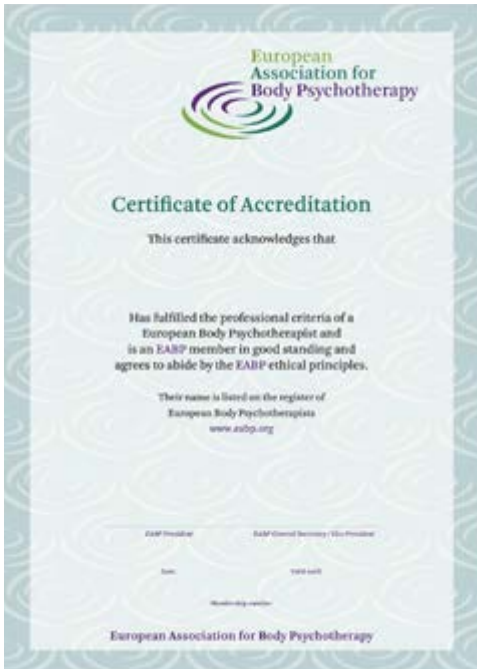 European
Association for
Body Psychotherapy
Certificate of Accreditation
This certificate acknowledges that
Has fulfilled the professional criteria of a
European Body Psychotherapist and
is an EABP member in good standing and
agrees to abide by the EABP ethical principles.
Their name is listed on the register of
European Body Psychotherapists
www.eabp.org
EABP President
EABP General Secretary / Vice President
Date
Valid until
Membership number
European Association for Body Psychotherapy